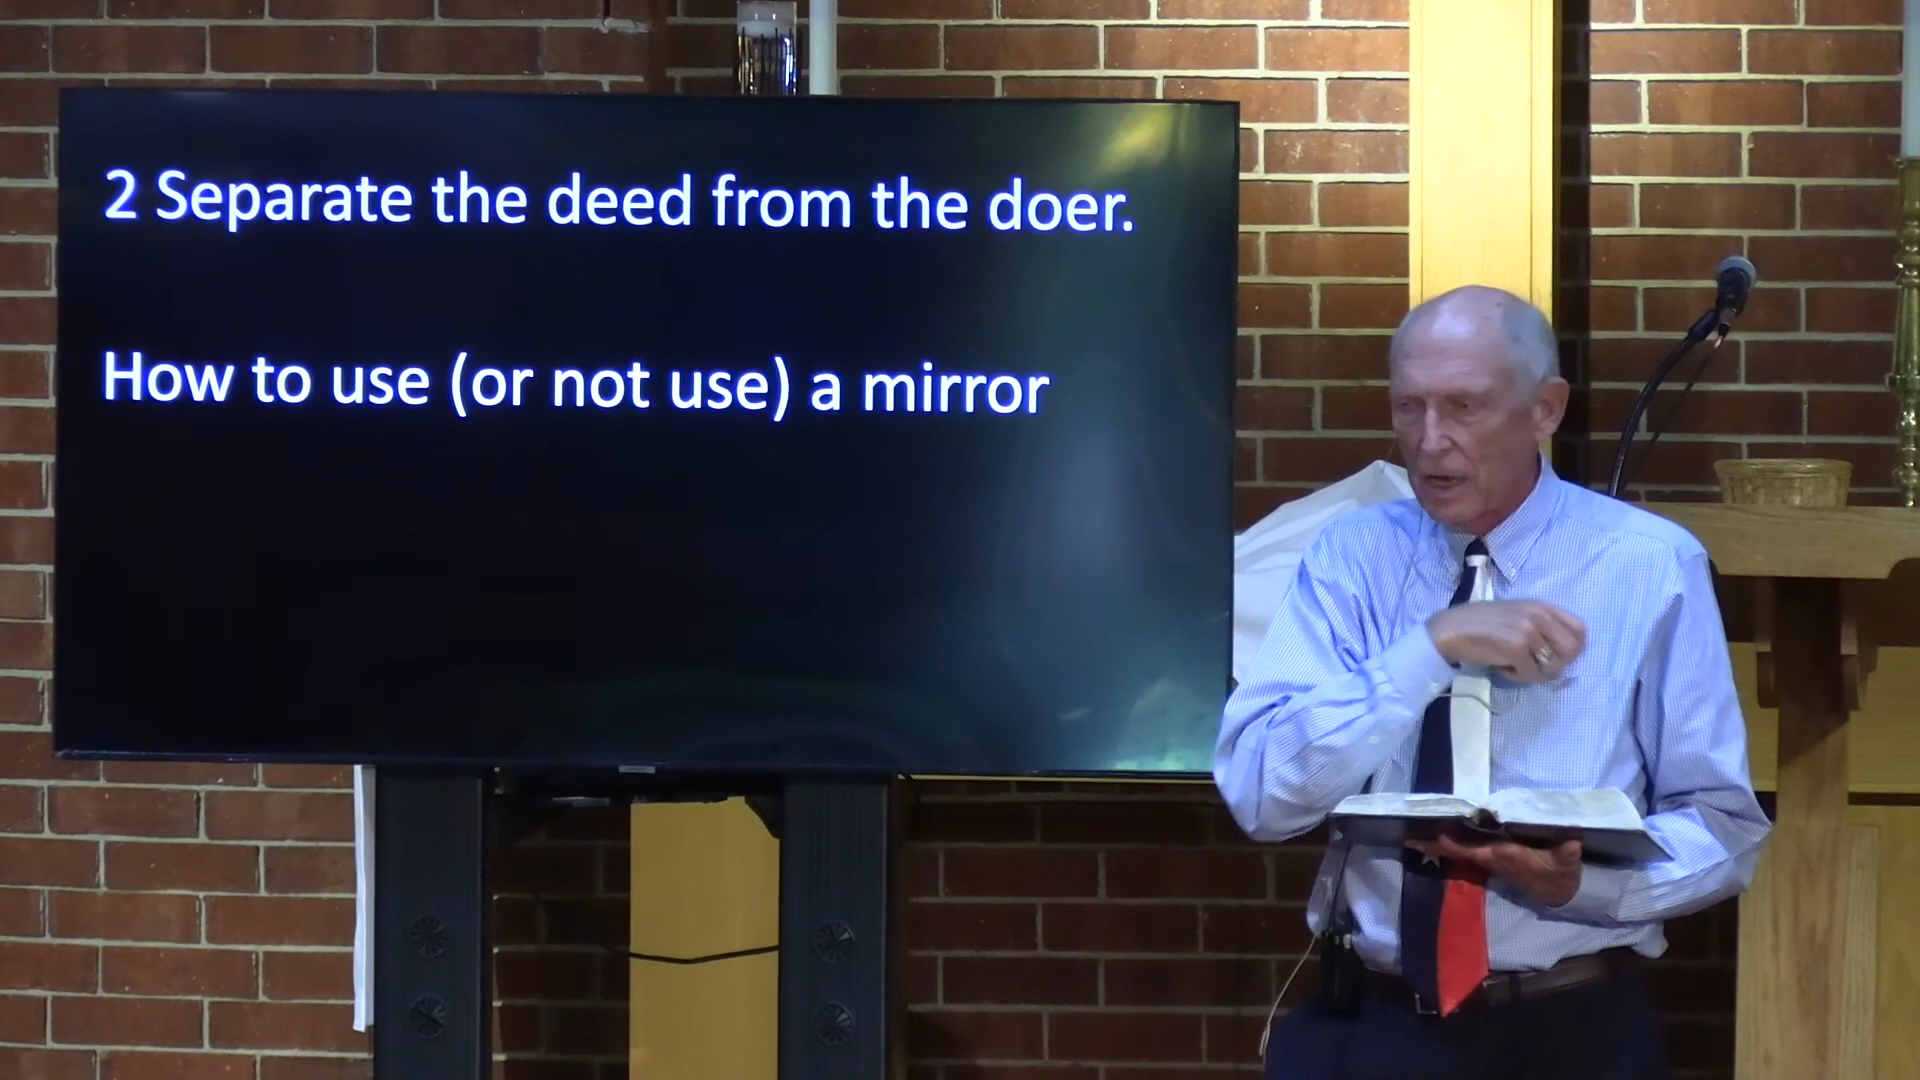 2 Separate the deed from the doer.
How to use (or not use) a mirror